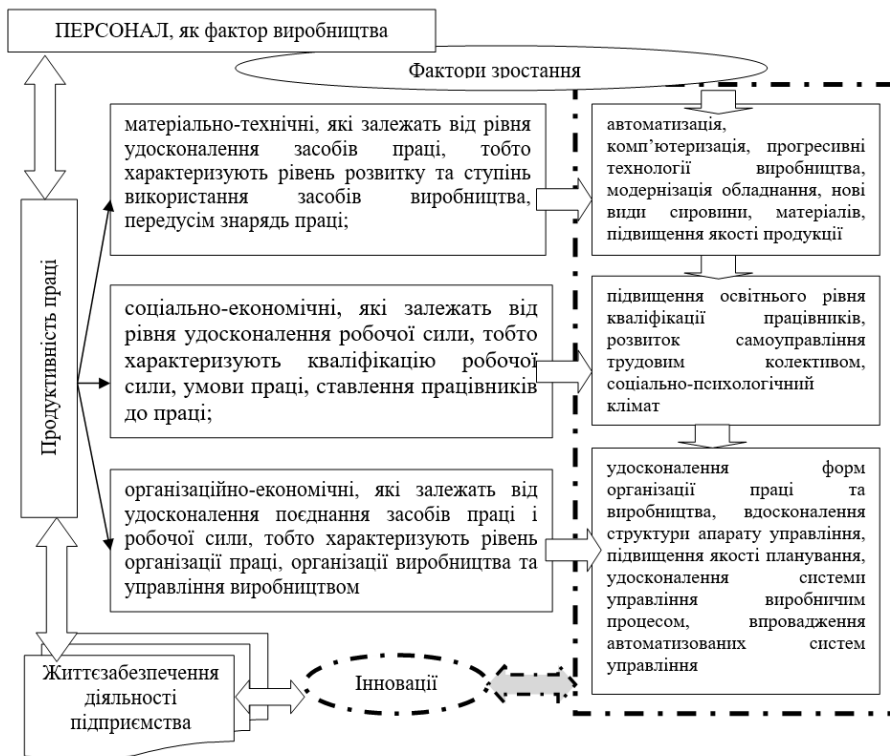 ПЕРСОНАЛ, як фактор виробництва
Фактори зростання
Продуктивність праці
матеріально-технічні, які залежать від рівня
удосконалення засобів праці, тобто
характеризують рівень розвитку та ступінь
використання засобів виробництва,
передусім знарядь праці;
автоматизація,
комп’ютеризація, прогресивні
технології виробництва,
модернізація обладнання, нові
види сировини, матеріалів,
підвищення якості продукції
соціально-економічні, які залежать від
рівня удосконалення робочої сили, тобто
характеризують кваліфікацію робочої
сили, умови праці, ставлення працівників
до праці;
підвищення освітнього рівня
кваліфікації працівників,
розвиток самоуправління
трудовим колективом,
соціально-психологічний
клімат
організаційно-економічні, які залежать від
удосконалення поєднання засобів праці і
робочої сили, тобто характеризують рівень
організації праці, організації виробництва та
управління виробництвом
удосконалення форм
організації праці та
виробництва, вдосконалення
структури апарату управління,
підвищення якості планування,
удосконалення системи
управління виробничим
процесом, впровадження
автоматизованих систем
управління
Життєзабезпечення
діяльності
підприємства
Інновації